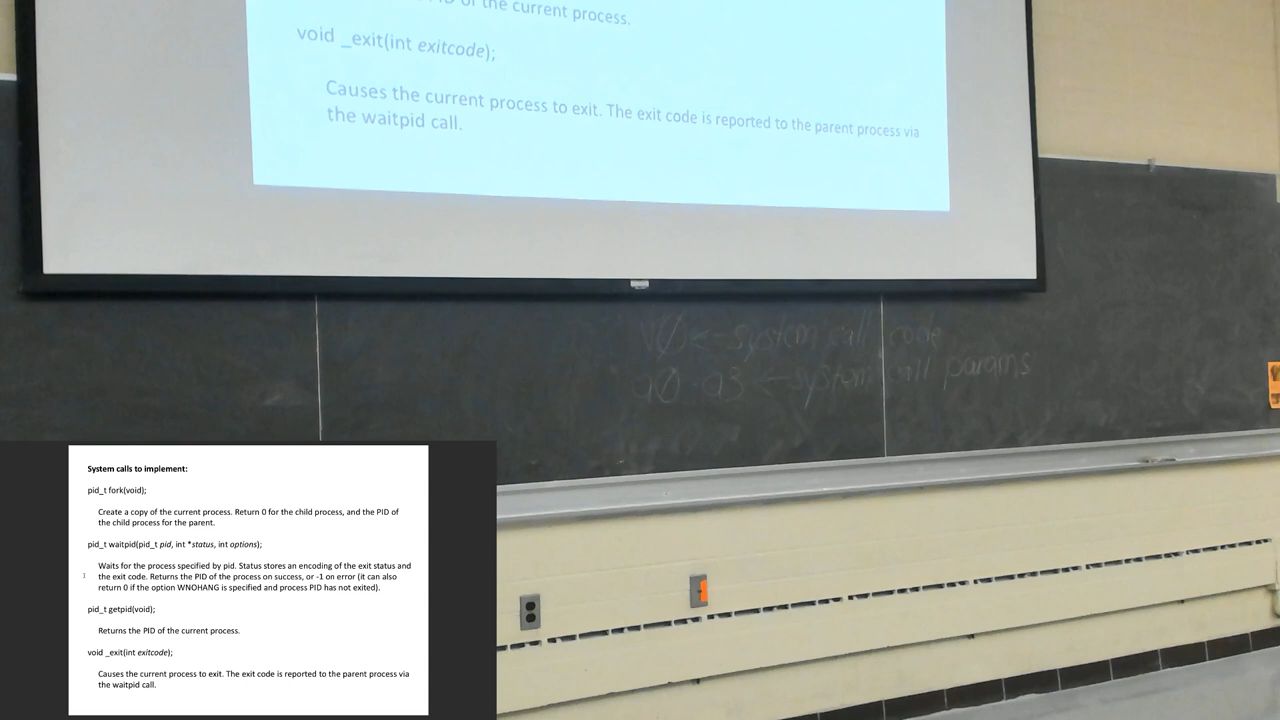 of the current process.
void _exit(int exitcode);
Causes the current process to exit. The exit code is reported to the parent process via
the waitpid call.
v0 ← system call code
a0 - a3 ← system call params
System calls to implement:
pid_t fork(void);
Create a copy of the current process. Return 0 for the child process, and the PID of
the child process for the parent.
pid_t waitpid(pid_t pid, int *status, int options);
Waits for the process specified by pid. Status stores an encoding of the exit status and
the exit code. Returns the PID of the process on success, or -1 on error (it can also
return 0 if the option WNOHANG is specified and process PID has not exited).
pid_t getpid(void);
Returns the PID of the current process.
void _exit(int exitcode);
Causes the current process to exit. The exit code is reported to the parent process via
the waitpid call.